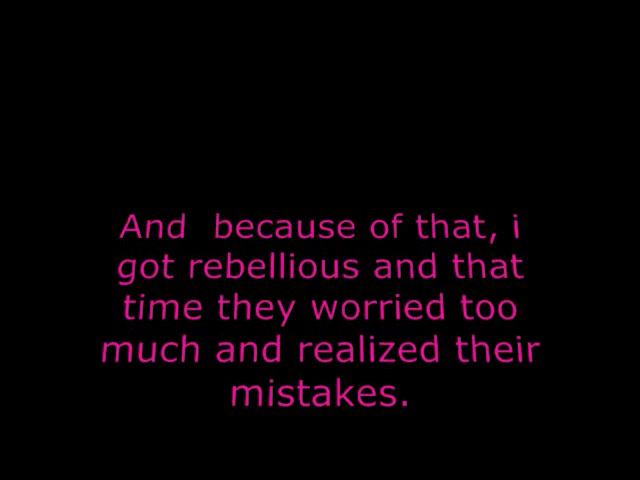 And  because of that, i
got rebellious and that
time they worried too
much and realized their
mistakes.